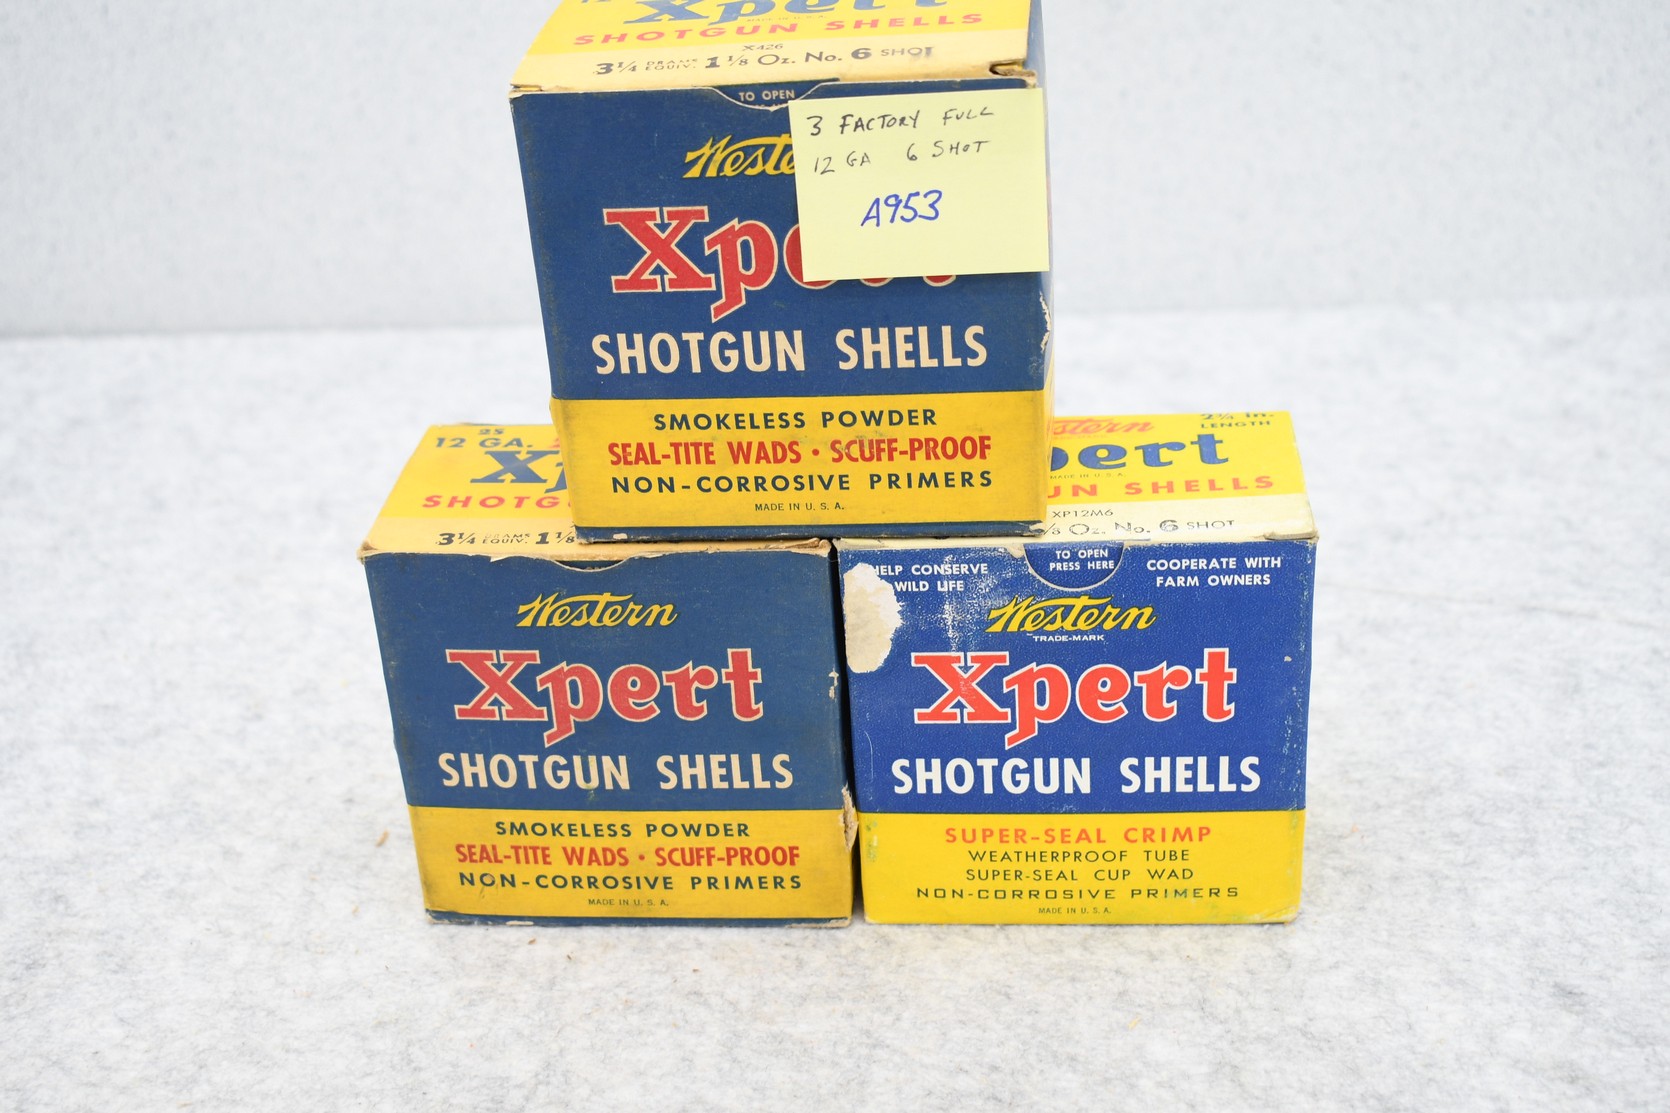 Xpert
SHOTGUN SHELLS
X426
3¼ DRAMS EQUIV. 1⅛ Oz. No. 6 SHOT
TO OPEN
3 FACTORY FULL
12 GA 6 SHOT
A953
SHOTGUN SHELLS
SMOKELESS POWDER
SEAL-TITE WADS • SCUFF-PROOF
NON-CORROSIVE PRIMERS
MADE IN U. S. A.
25
12 GA.
3¼ DRAMS EQUIV. 1⅛
Western
Xpert
SHOTGUN SHELLS
SMOKELESS POWDER
SEAL-TITE WADS • SCUFF-PROOF
NON-CORROSIVE PRIMERS
MADE IN U. S. A.
2¾ in.
LENGTH
MADE IN U. S. A.
SHELLS
XP12M6
Oz. No. 6 SHOT
HELP CONSERVE
WILD LIFE
TO OPEN
PRESS HERE
COOPERATE WITH
FARM OWNERS
Western
TRADE-MARK
Xpert
SHOTGUN SHELLS
SUPER-SEAL CRIMP
WEATHERPROOF TUBE
SUPER-SEAL CUP WAD
NON-CORROSIVE PRIMERS
MADE IN U. S. A.